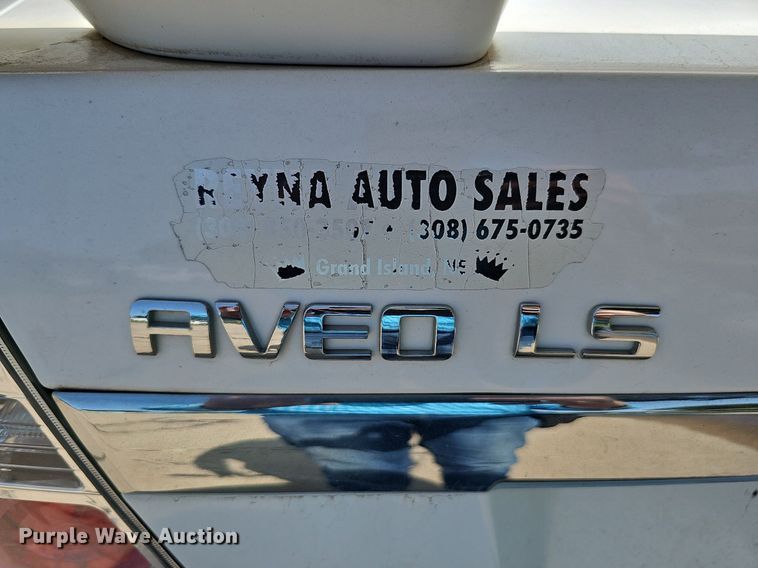 AUTO SALES
(308) 675-0735
Grand Island,
AVEO LS
Purple Wave Auction